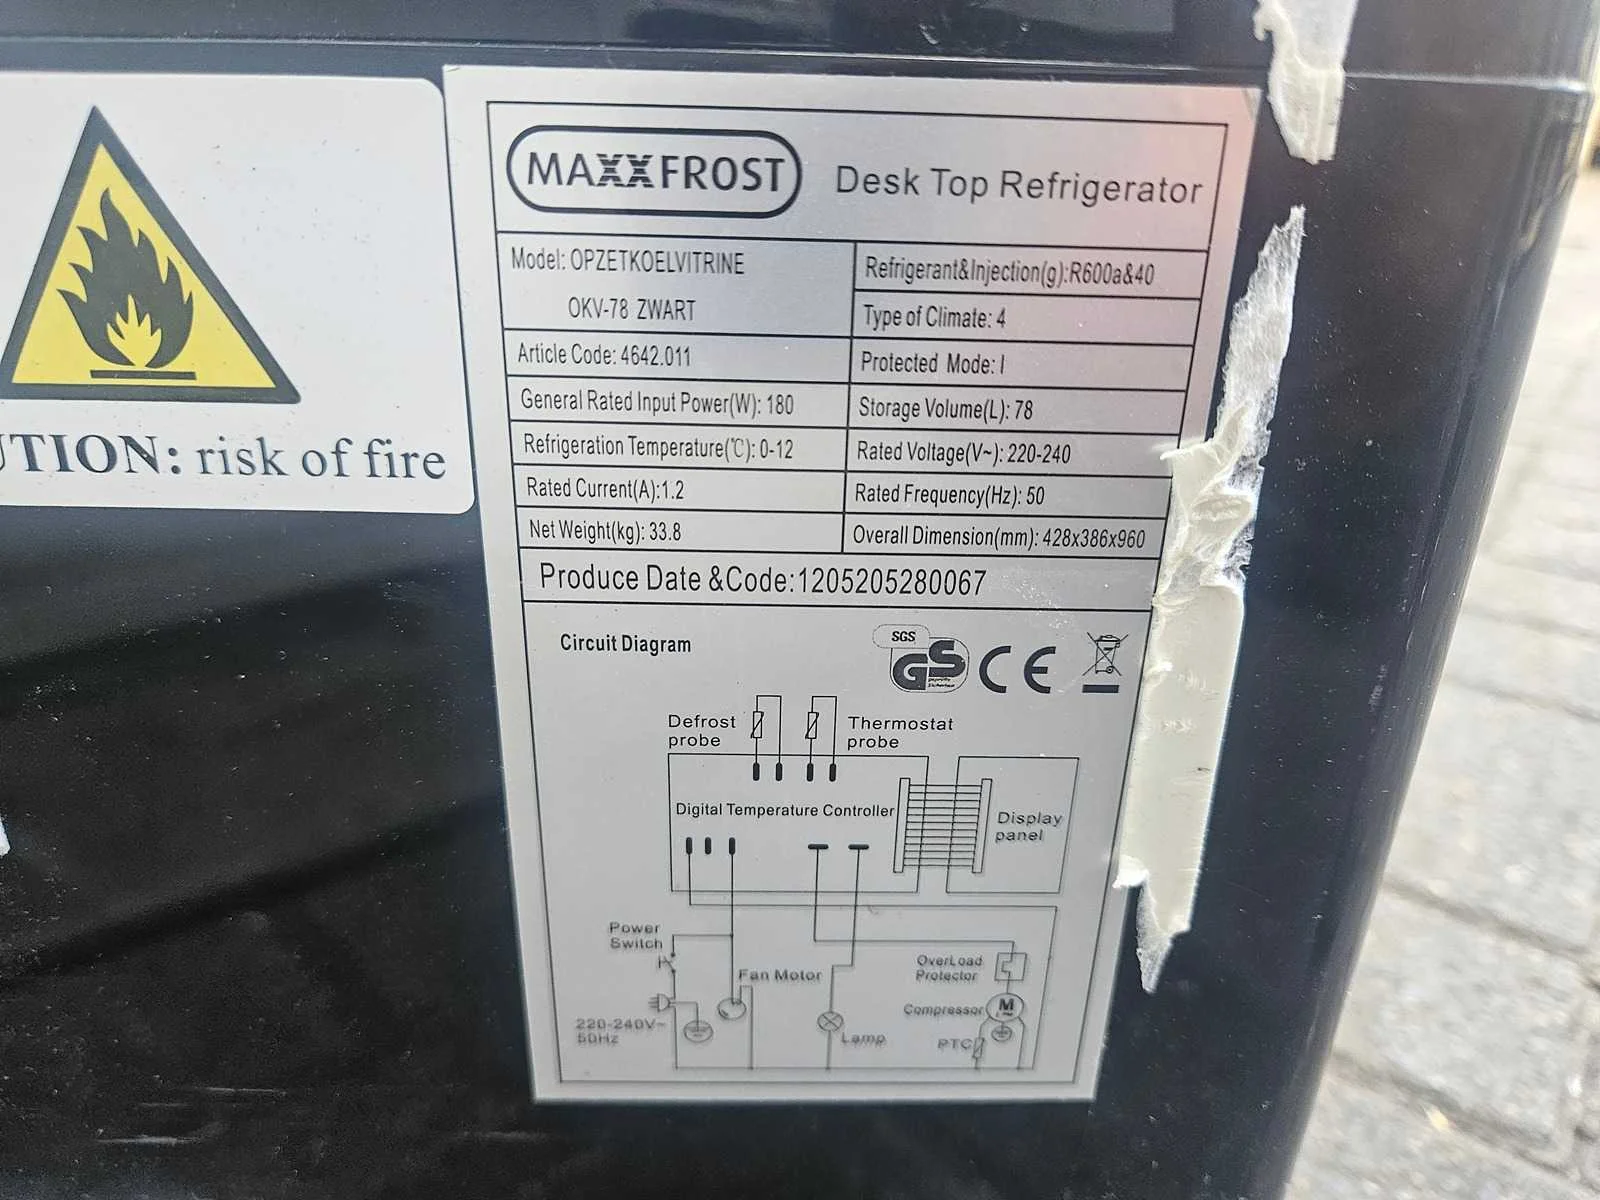 UTION: risk of fire
MAXXFROST Desk Top Refrigerator
Model: OPZETKOELVITRINE
OKV-78 ZWART
Article Code: 4642.011
General Rated Input Power(W): 180
Refrigeration Temperature(℃): 0-12
Rated Current(A):1.2
Net Weight(kg): 33.8
Refrigerant&Injection(g):R600a&40
Type of Climate: 4
Protected Mode: I
Storage Volume(L): 78
Rated Voltage(V~): 220-240
Rated Frequency(Hz): 50
Overall Dimension(mm): 428x386x960
Produce Date &Code:1205205280067
Circuit Diagram
SGS
GS
CE
Defrost
probe
Thermostat
probe
Digital Temperature Controller
Display
panel
Power
Switch
Fan Motor
220-240V~
50Hz
Lamp
OverLoad
Protector
Compressor
M
~
PTC